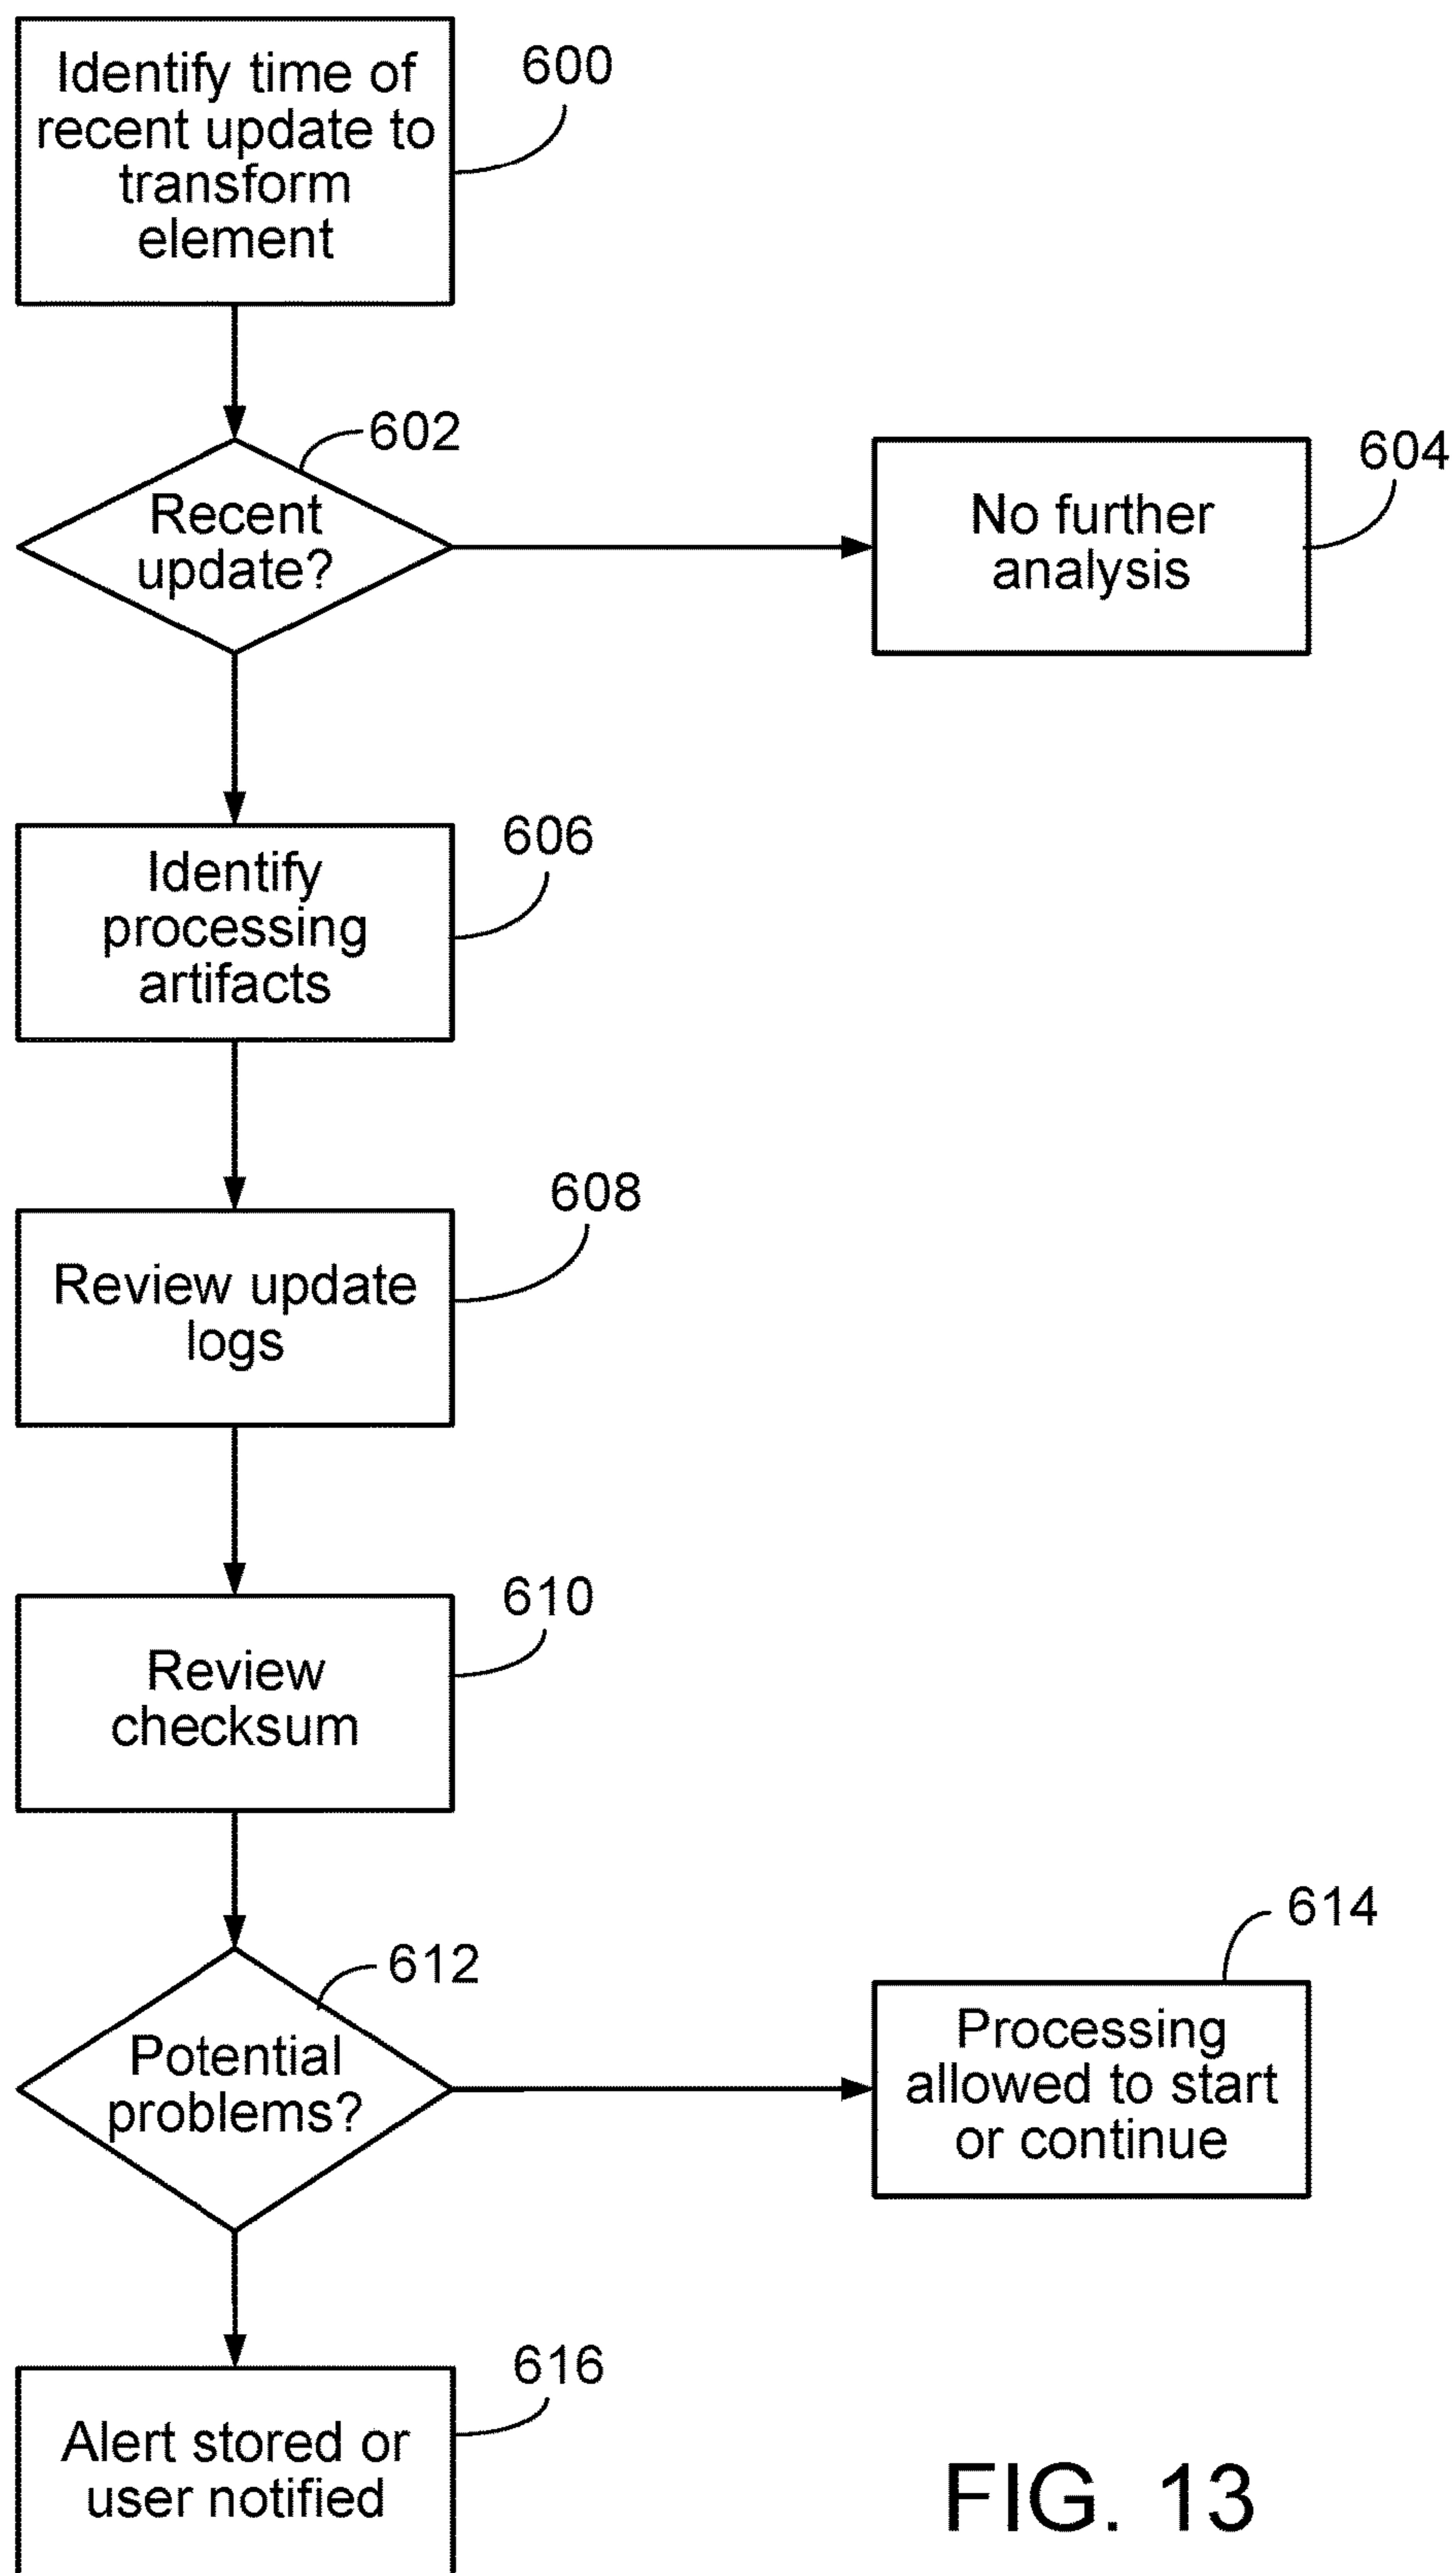 Identify time of
recent update to
transform
element
600
602
Recent
update?
604
No further
analysis
606
Identify
processing
artifacts
608
Review update
logs
610
Review
checksum
612
Potential
problems?
614
Processing
allowed to start
or continue
616
Alert stored or
user notified
FIG. 13